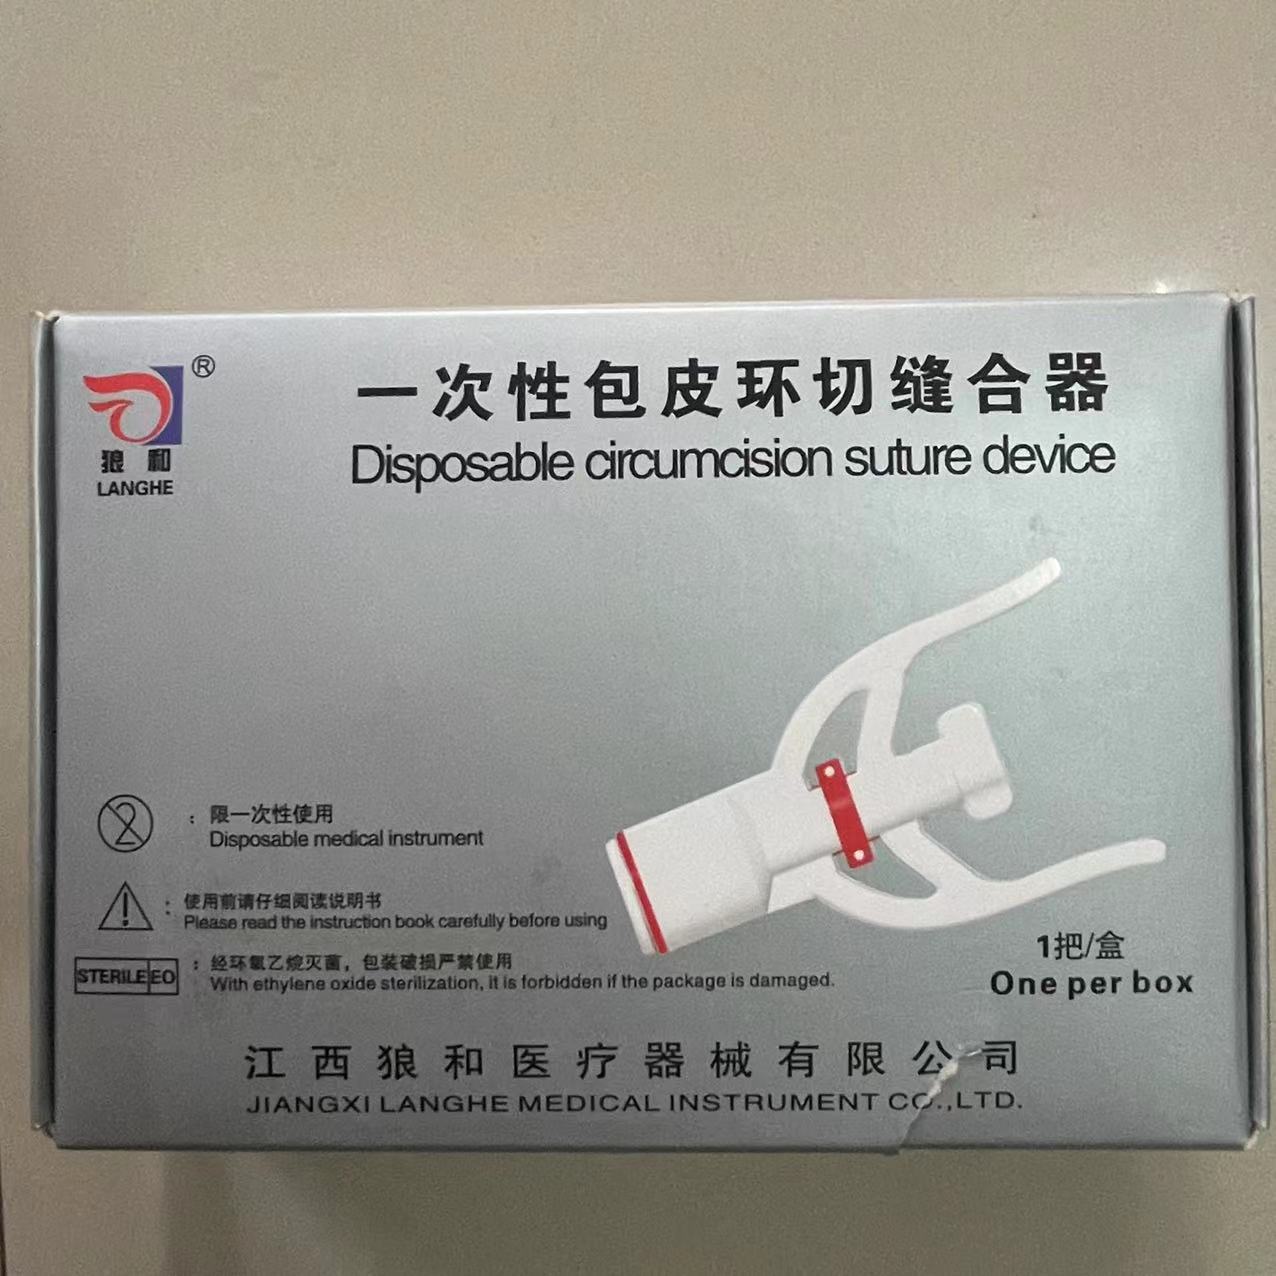 ®
一次性包皮环切缝合器
Disposable circumcision suture device
狼和
LANGHE
2 : 限一次性使用
Disposable medical instrument
! : 使用前请仔细阅读说明书
Please read the instruction book carefully before using
STERILE EO : 经环氧乙烷灭菌，包装破损严禁使用
With ethylene oxide sterilization, it is forbidden if the package is damaged.
1把/盒
One per box
江西狼和医疗器械有限公司
JIANGXI LANGHE MEDICAL INSTRUMENT CO.,LTD.